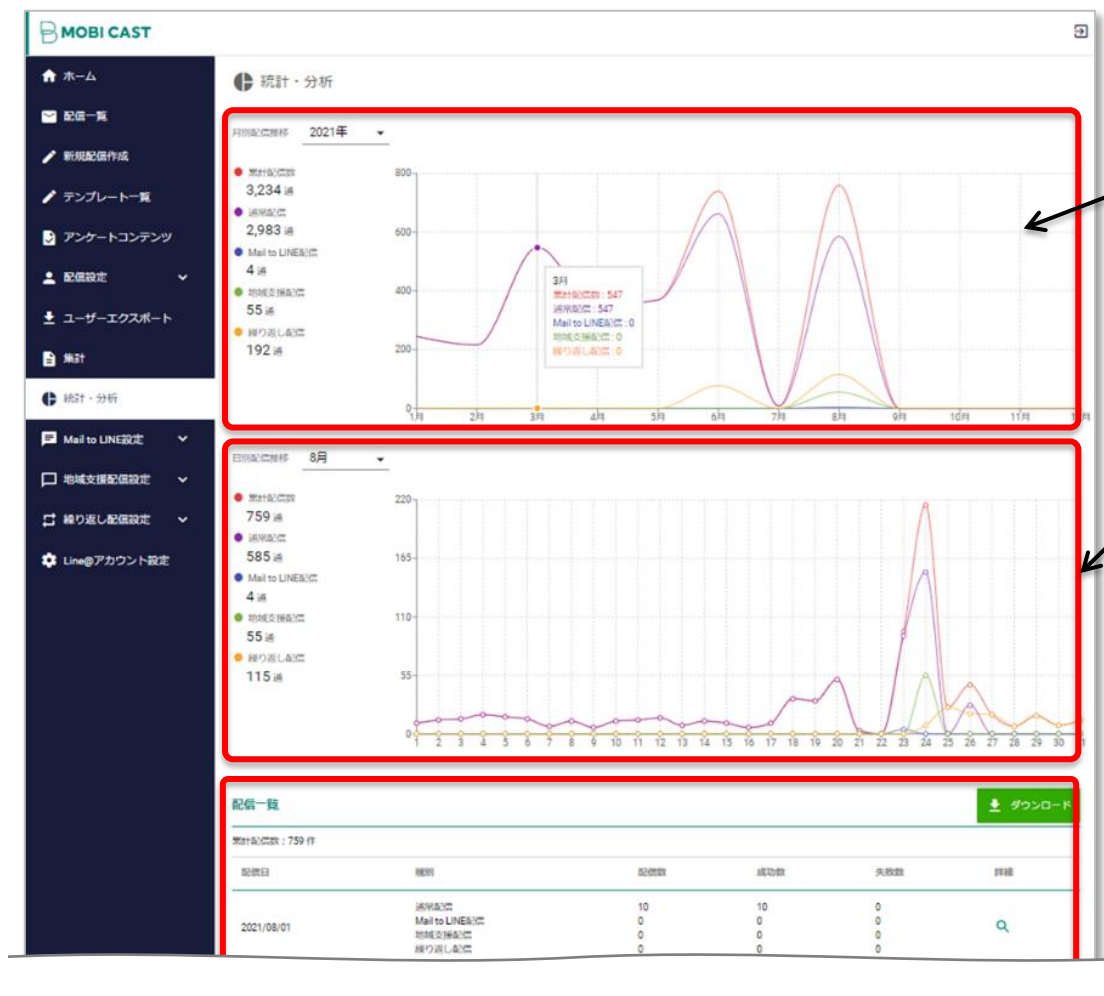 MOBI CAST
ホーム
配信一覧
新規配信作成
テンプレート一覧
アンケートコンテンツ
配信設定
ユーザーエクスポート
集計
統計・分析
Mail to LINE設定
地域支援配信設定
繰り返し配信設定
Line@アカウント設定
統計・分析
月別配信推移 2021年
累計配信数
3,234 通
通常配信
2,983 通
Mail to LINE配信
4 通
地域支援配信
55 通
繰り返し配信
192 通
800
600
400
200
0
1月 2月 3月 4月 5月 6月 7月 8月 9月 10月 11月
3月
累計配信数 : 547
通常配信 : 547
Mail to LINE配信 : 0
地域支援配信 : 0
繰り返し配信 : 0
日別配信推移 8月
累計配信数
759 通
通常配信
585 通
Mail to LINE配信
4 通
地域支援配信
55 通
繰り返し配信
115 通
220
165
110
55
0
1 2 3 4 5 6 7 8 9 10 11 12 13 14 15 16 17 18 19 20 21 22 23 24 25 26 27 28 29 30
配信一覧
ダウンロード
累計配信数 : 759 件
配信日 種別 配信数 成功数 失敗数 詳細
2021/08/01
通常配信 10 10 0
Mail to LINE配信 0 0 0
地域支援配信 0 0 0
繰り返し配信 0 0 0